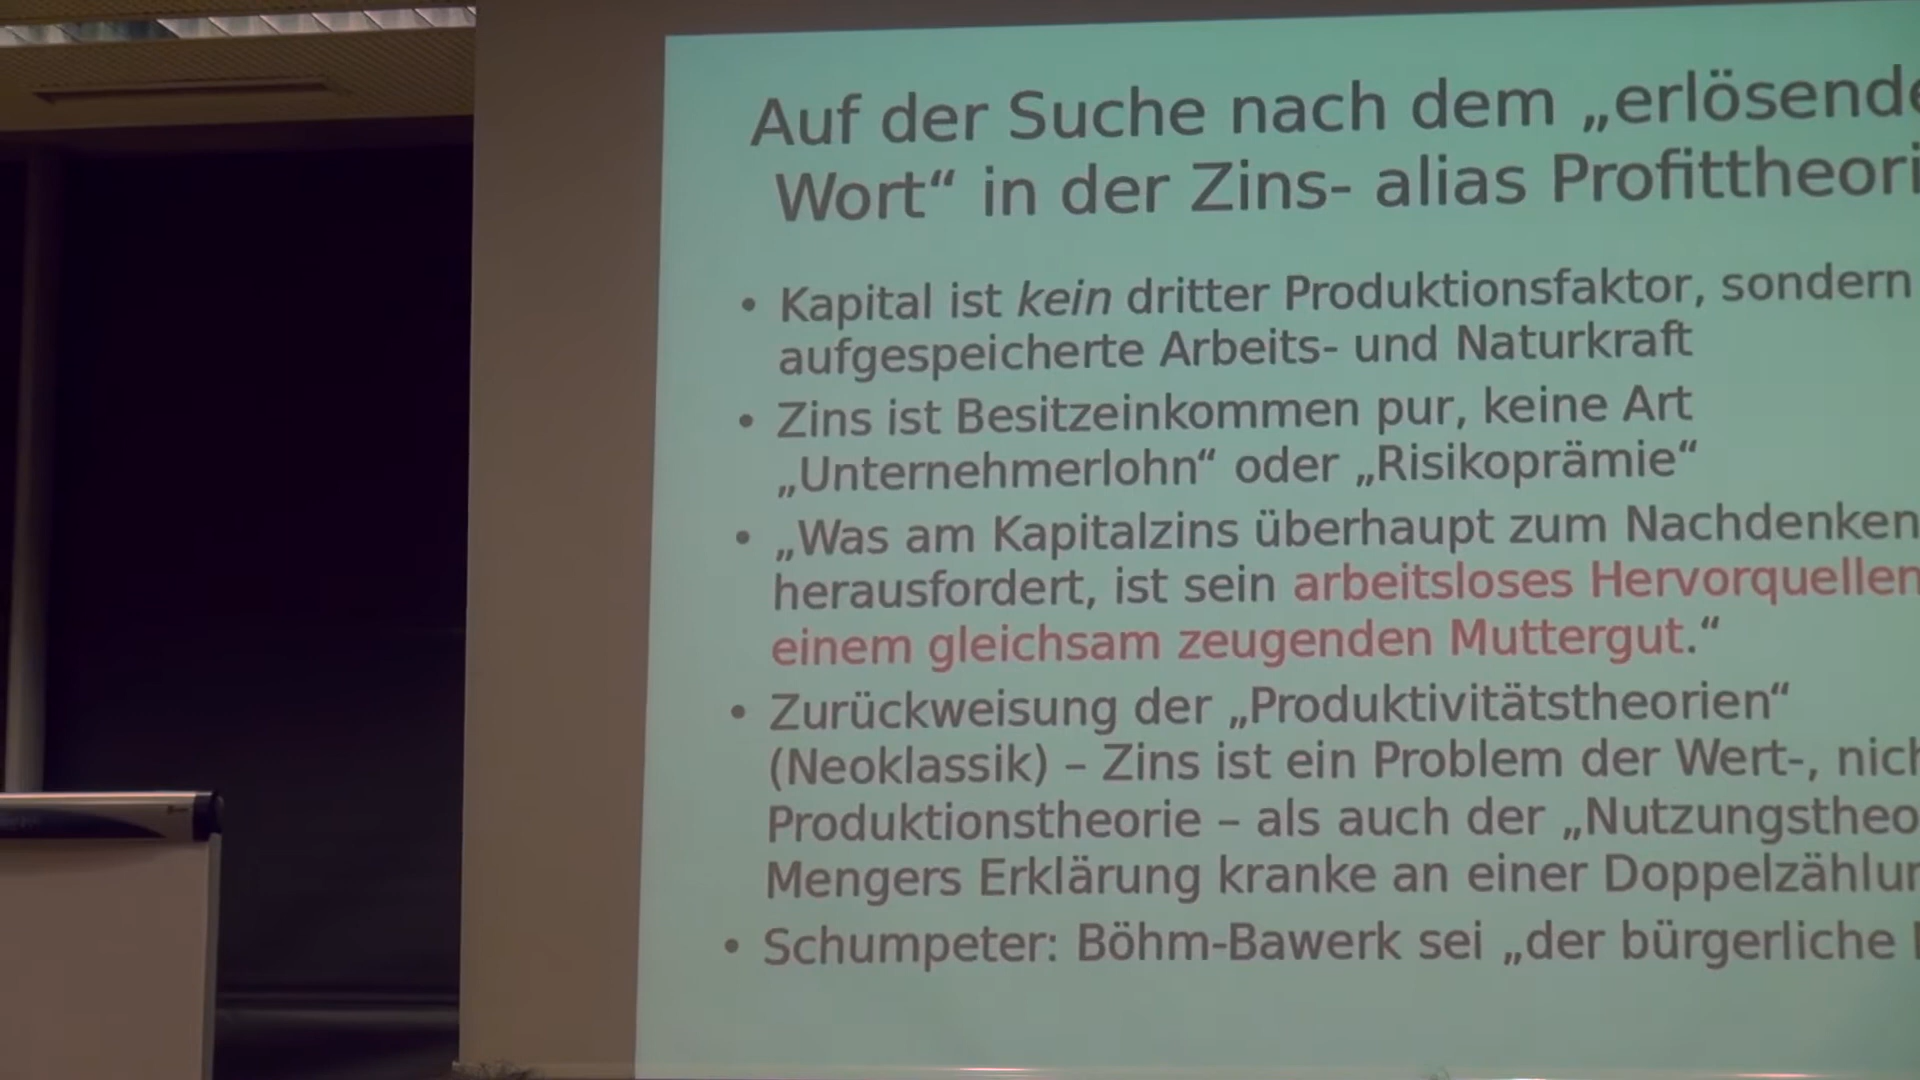 Auf der Suche nach dem „erlösende
Wort“ in der Zins- alias Profittheori
• Kapital ist kein dritter Produktionsfaktor, sondern
aufgespeicherte Arbeits- und Naturkraft
• Zins ist Besitzeinkommen pur, keine Art
„Unternehmerlohn“ oder „Risikoprämie“
• „Was am Kapitalzins überhaupt zum Nachdenken
herausfordert, ist sein arbeitsloses Hervorquellen
einem gleichsam zeugenden Muttergut.“
• Zurückweisung der „Produktivitätstheorien“
(Neoklassik) – Zins ist ein Problem der Wert-, nich
Produktionstheorie – als auch der „Nutzungstheo
Mengers Erklärung kranke an einer Doppelzählun
• Schumpeter: Böhm-Bawerk sei „der bürgerliche